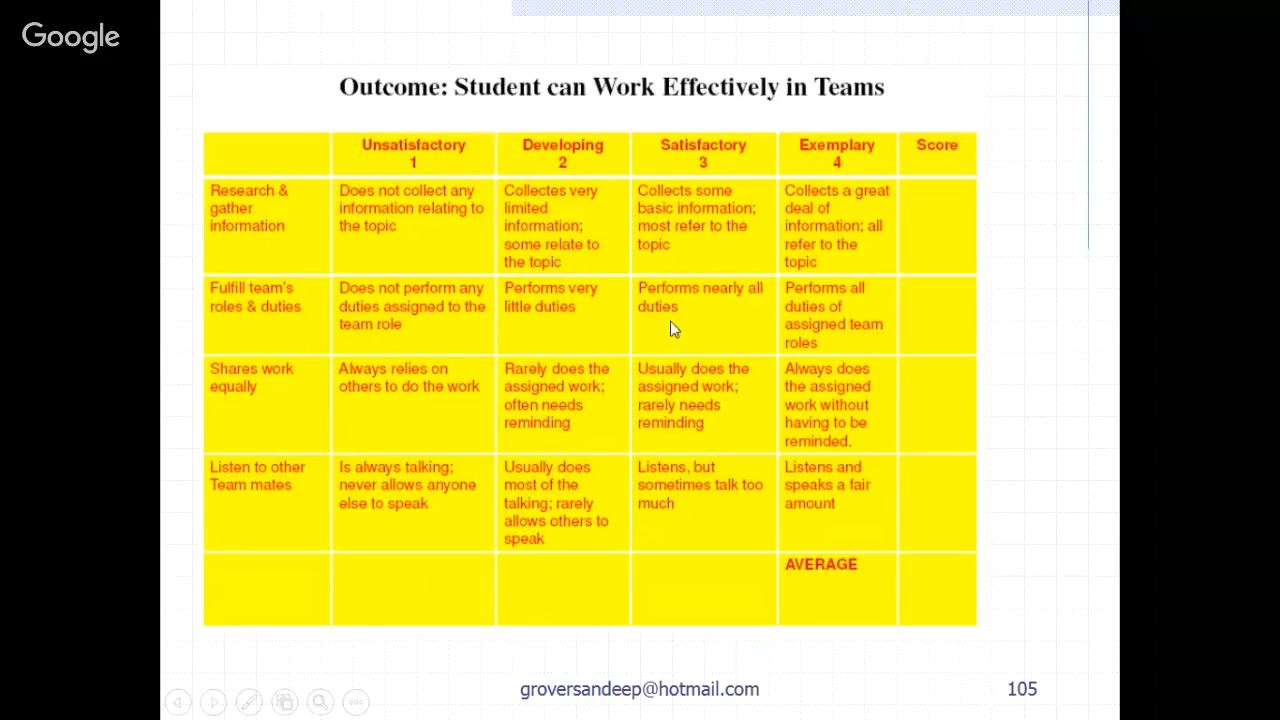 Google
Outcome: Student can Work Effectively in Teams
Unsatisfactory
1
Developing
2
Satisfactory
3
Exemplary
4
Score
Research &
gather
information
Does not collect any
information relating to
the topic
Collectes very
limited
information;
some relate to
the topic
Collects some
basic information;
most refer to the
topic
Collects a great
deal of
information; all
refer to the
topic
Fulfill team's
roles & duties
Does not perform any
duties assigned to the
team role
Performs very
little duties
Performs nearly all
duties
Performs all
duties of
assigned team
roles
Shares work
equally
Always relies on
others to do the work
Rarely does the
assigned work;
often needs
reminding
Usually does the
assigned work;
rarely needs
reminding
Always does
the assigned
work without
having to be
reminded.
Listen to other
Team mates
Is always talking;
never allows anyone
else to speak
Usually does
most of the
talking; rarely
allows others to
speak
Listens, but
sometimes talk too
much
Listens and
speaks a fair
amount
AVERAGE
groversandeep@hotmail.com
105